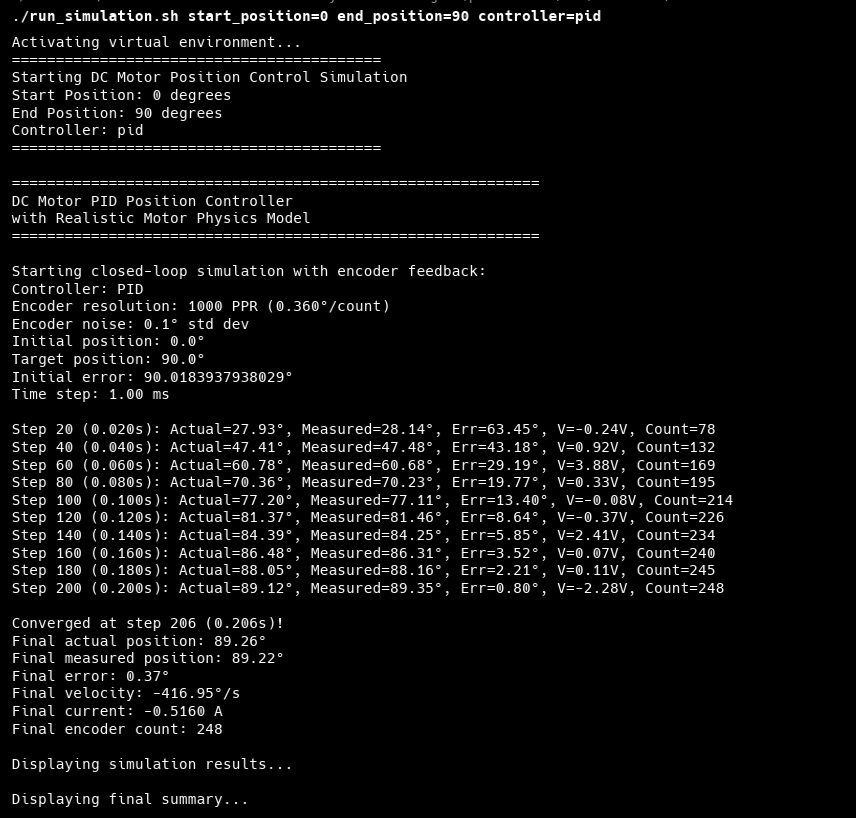 ./run_simulation.sh start_position=0 end_position=90 controller=pid
Activating virtual environment...
==========================================
Starting DC Motor Position Control Simulation
Start Position: 0 degrees
End Position: 90 degrees
Controller: pid
==========================================
============================================================
DC Motor PID Position Controller
with Realistic Motor Physics Model
============================================================
Starting closed-loop simulation with encoder feedback:
Controller: PID
Encoder resolution: 1000 PPR (0.360°/count)
Encoder noise: 0.1° std dev
Initial position: 0.0°
Target position: 90.0°
Initial error: 90.0183937938029°
Time step: 1.00 ms
Step 20 (0.020s): Actual=27.93°, Measured=28.14°, Err=63.45°, V=-0.24V, Count=78
Step 40 (0.040s): Actual=47.41°, Measured=47.48°, Err=43.18°, V=0.92V, Count=132
Step 60 (0.060s): Actual=60.78°, Measured=60.68°, Err=29.19°, V=3.88V, Count=169
Step 80 (0.080s): Actual=70.36°, Measured=70.23°, Err=19.77°, V=0.33V, Count=195
Step 100 (0.100s): Actual=77.20°, Measured=77.11°, Err=13.40°, V=-0.08V, Count=214
Step 120 (0.120s): Actual=81.37°, Measured=81.46°, Err=8.64°, V=-0.37V, Count=226
Step 140 (0.140s): Actual=84.39°, Measured=84.25°, Err=5.85°, V=2.41V, Count=234
Step 160 (0.160s): Actual=86.48°, Measured=86.31°, Err=3.52°, V=0.07V, Count=240
Step 180 (0.180s): Actual=88.05°, Measured=88.16°, Err=2.21°, V=0.11V, Count=245
Step 200 (0.200s): Actual=89.12°, Measured=89.35°, Err=0.80°, V=-2.28V, Count=248
Converged at step 206 (0.206s)!
Final actual position: 89.26°
Final measured position: 89.22°
Final error: 0.37°
Final velocity: -416.95°/s
Final current: -0.5160 A
Final encoder count: 248
Displaying simulation results...
Displaying final summary...